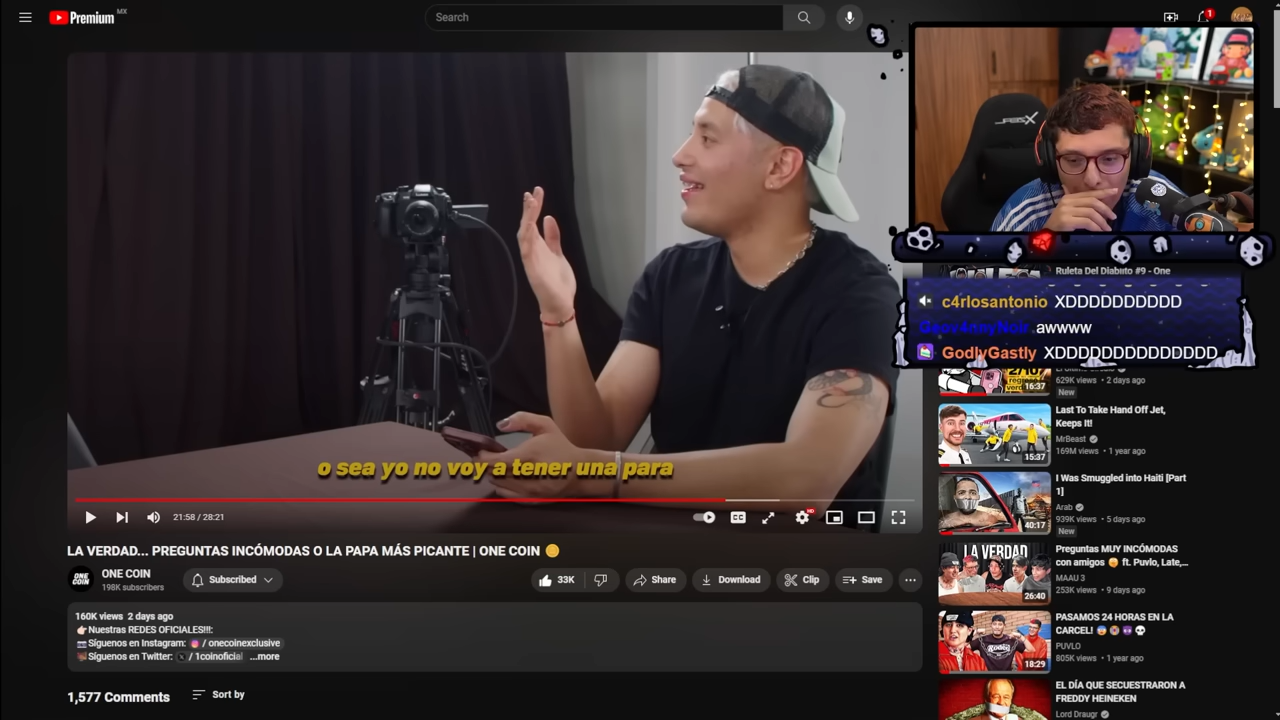 Premium MX
Search
1
o sea yo no voy a tener una para
21:58 / 28:21
HD
CC
LA VERDAD... PREGUNTAS INCÓMODAS O LA PAPA MÁS PICANTE | ONE COIN
ONE COIN
ONE COIN
198K subscribers
Subscribed
33K
Share
Download
Clip
Save
160K views 2 days ago
Nuestras REDES OFICIALES!!!:
Síguenos en Instagram: / onecoinexclusive
Síguenos en Twitter: / 1coinoficial ...more
1,577 Comments
Sort by
Ruleta Del Diablito #9 - One
c4rlosantonio XDDDDDDDDDD
Geov4nnyNoir awwww
GodlyGastly XDDDDDDDDDDDDDD
16:37
629K views • 2 days ago
New
15:37
Last To Take Hand Off Jet,
Keeps It!
MrBeast
169M views • 1 year ago
40:17
I Was Smuggled into Haiti [Part
1]
Arab
939K views • 5 days ago
New
LA VERDAD
26:40
Preguntas MUY INCÓMODAS
con amigos ft. Puvlo, Late,...
MAAU 3
253K views • 9 days ago
18:29
PASAMOS 24 HORAS EN LA
CARCEL!
PUVLO
805K views • 1 year ago
EL DÍA QUE SECUESTRARON A
FREDDY HEINEKEN
Lord Draugr